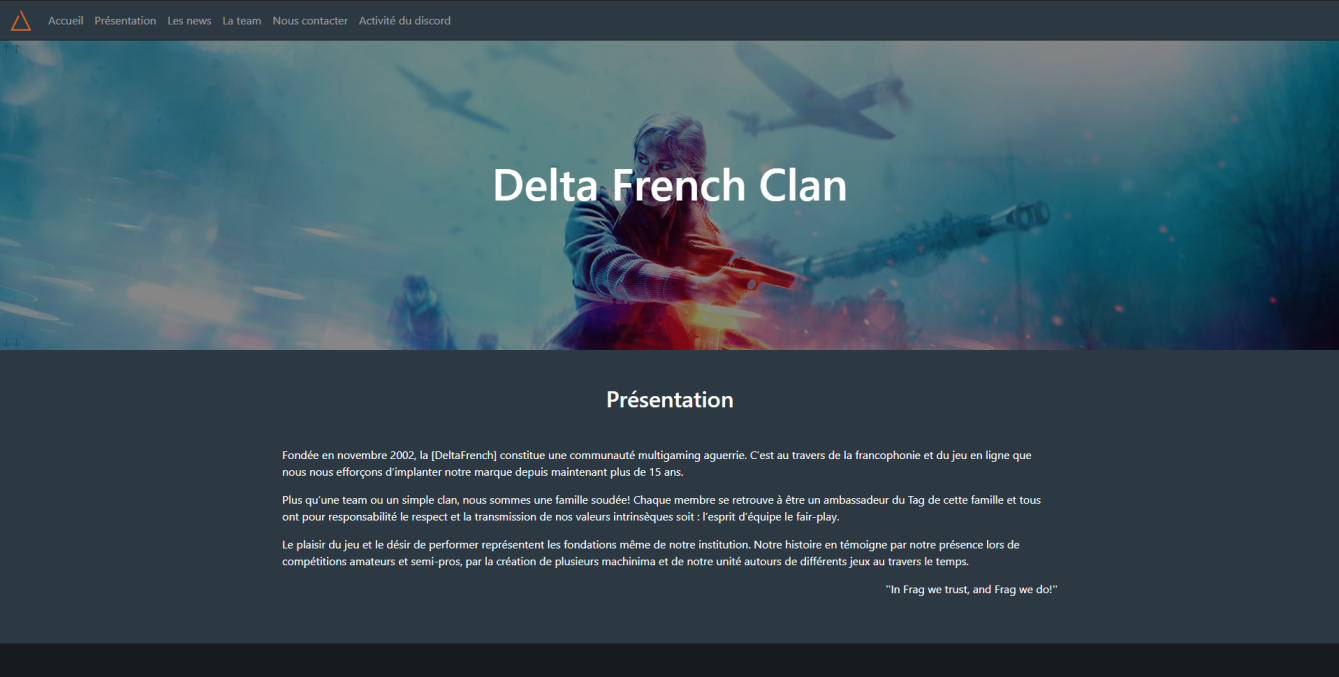 Accueil Présentation Les news La team Nous contacter Activité du discord
Delta French Clan
Présentation
Fondée en novembre 2002, la [DeltaFrench] constitue une communauté multigaming aguerrie. C'est au travers de la francophonie et du jeu en ligne que
nous nous efforçons d'implanter notre marque depuis maintenant plus de 15 ans.
Plus qu'une team ou un simple clan, nous sommes une famille soudée! Chaque membre se retrouve à être un ambassadeur du Tag de cette famille et tous
ont pour responsabilité le respect et la transmission de nos valeurs intrinsèques soit : l'esprit d'équipe le fair-play.
Le plaisir du jeu et le désir de performer représentent les fondations même de notre institution. Notre histoire en témoigne par notre présence lors de
compétitions amateurs et semi-pros, par la création de plusieurs machinima et de notre unité autours de différents jeux au travers le temps.
"In Frag we trust, and Frag we do!"